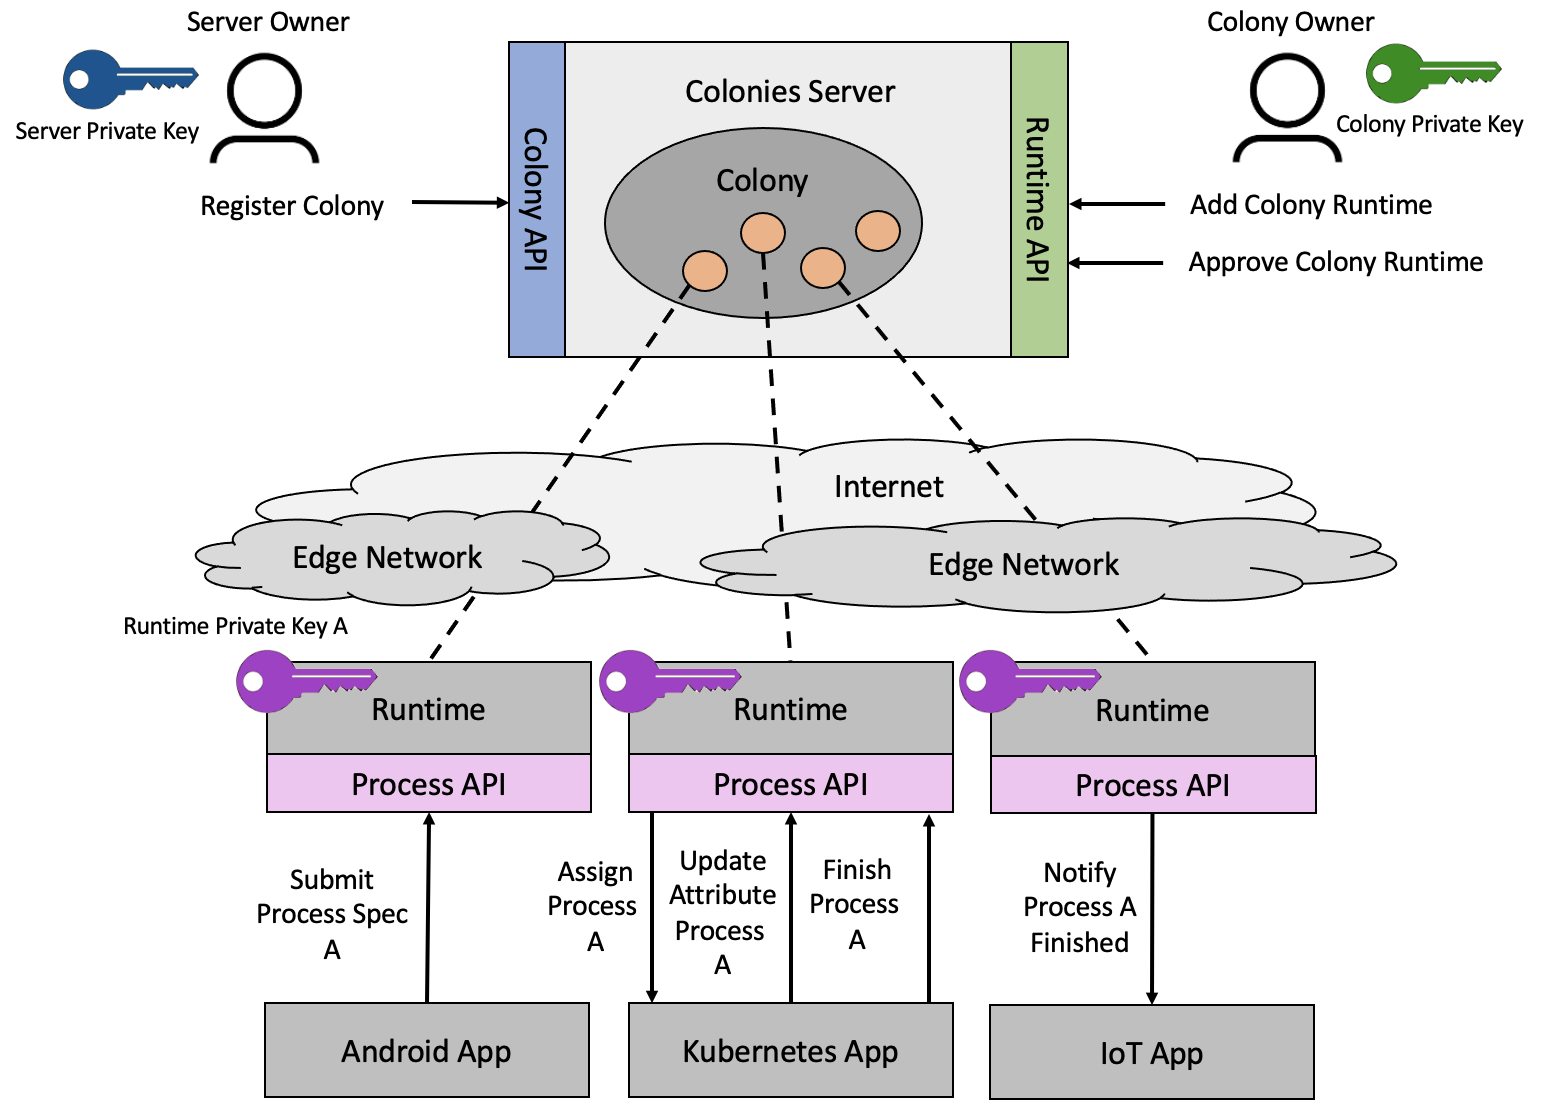 Server Owner
Colony Owner
Server Private Key
Colony Private Key
Colonies Server
Colony API
Colony
Runtime API
Register Colony
Add Colony Runtime
Approve Colony Runtime
Internet
Edge Network
Edge Network
Runtime Private Key A
Runtime
Runtime
Runtime
Process API
Process API
Process API
Submit
Process Spec
A
Assign
Process
A
Update
Attribute
Process
A
Finish
Process
A
Notify
Process A
Finished
Android App
Kubernetes App
IoT App